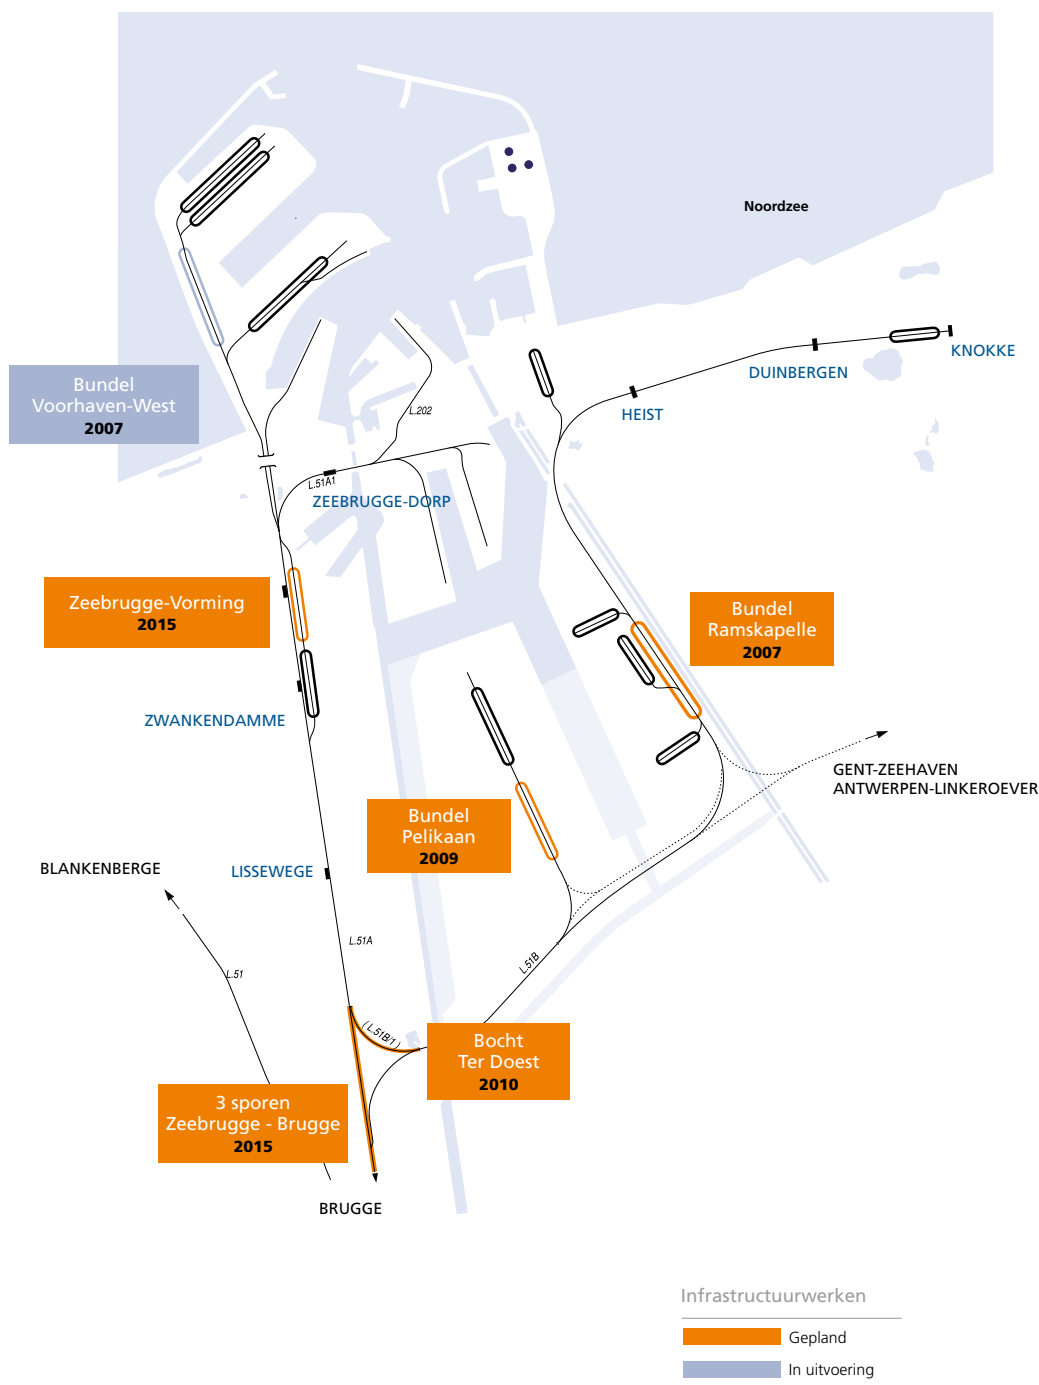 Noordzee
KNOKKE
DUINBERGEN
HEIST
Bundel
Voorhaven-West
2007
L.202
L.51A1
ZEEBRUGGE-DORP
Zeebrugge-Vorming
2015
Bundel
Ramskapelle
2007
ZWANKENDAMME
GENT-ZEEHAVEN
ANTWERPEN-LINKEROEVER
Bundel
Pelikaan
2009
BLANKENBERGE
LISSEWEGE
L.51A
L.51B
L.51
(L.51B/1)
Bocht
Ter Doest
2010
3 sporen
Zeebrugge - Brugge
2015
BRUGGE
Infrastructuurwerken
Gepland
In uitvoering